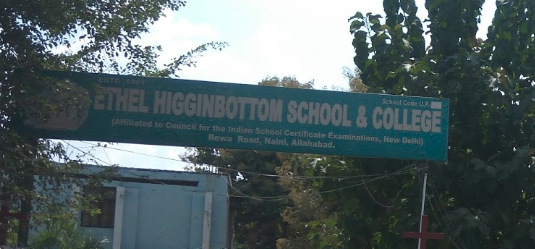 School Code U.P.
ETHEL HIGGINBOTTOM SCHOOL & COLLEGE
(Affiliated to Council for the Indian School Certificate Examinations, New Delhi)
Rewa Road, Naini, Allahabad.